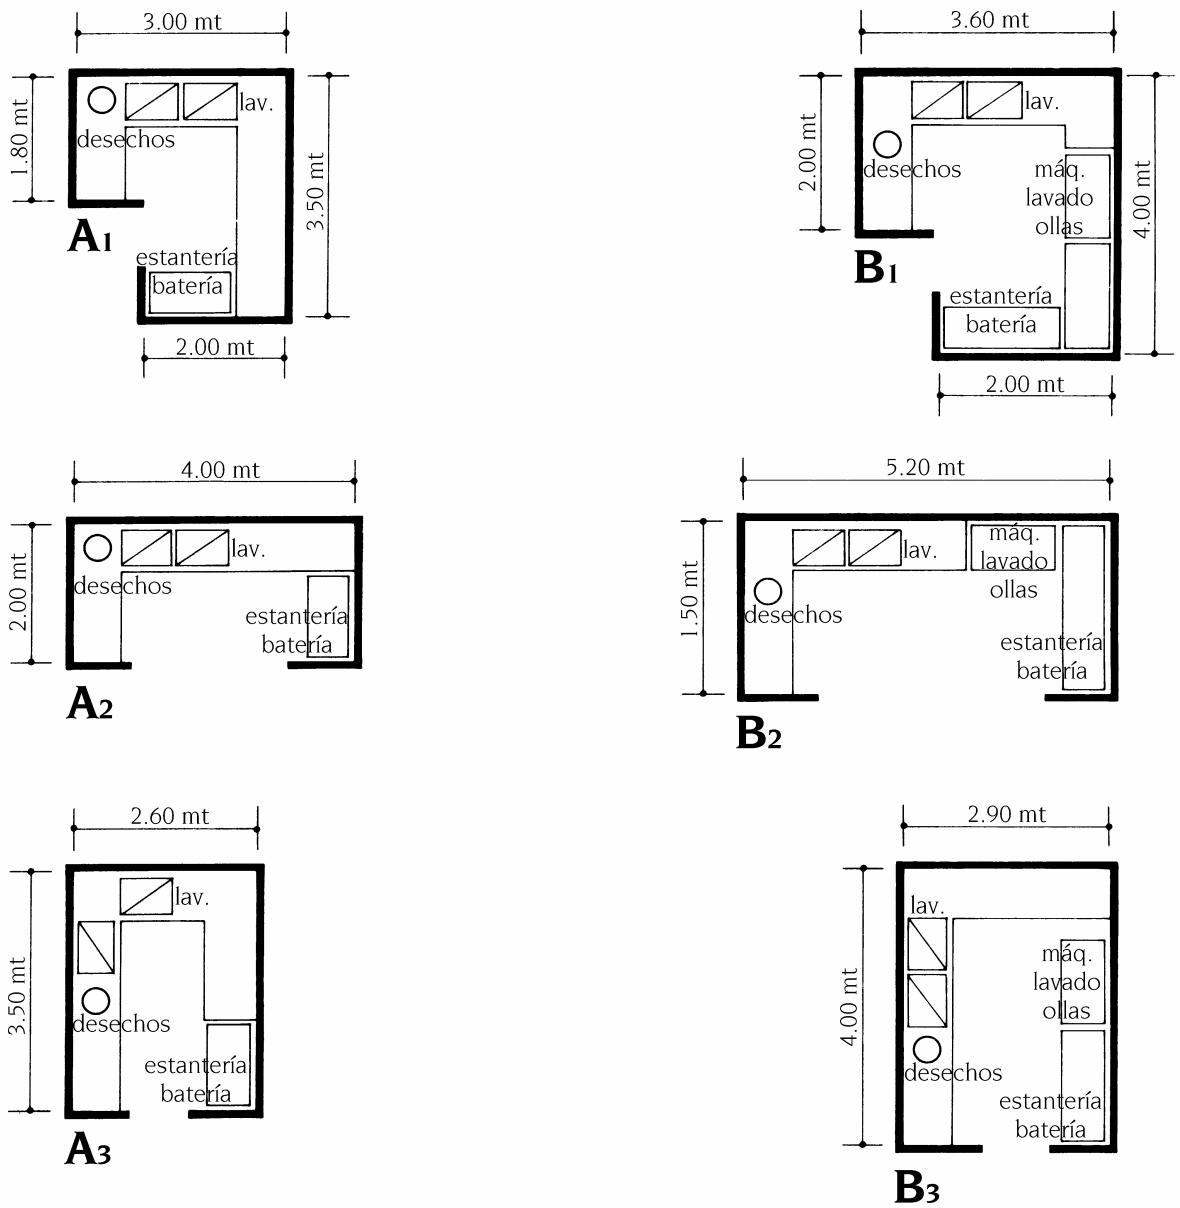 3.00 mt
1.80 mt
lav.
desechos
3.50 mt
A1
estantería
batería
2.00 mt
3.60 mt
2.00 mt
lav.
desechos
máq.
lavado
ollas
4.00 mt
B1
estantería
batería
2.00 mt
4.00 mt
2.00 mt
lav.
desechos
estantería
batería
A2
5.20 mt
1.50 mt
lav.
máq.
lavado
ollas
desechos
estantería
batería
B2
2.60 mt
3.50 mt
lav.
desechos
estantería
batería
A3
2.90 mt
4.00 mt
lav.
máq.
lavado
ollas
desechos
estantería
batería
B3